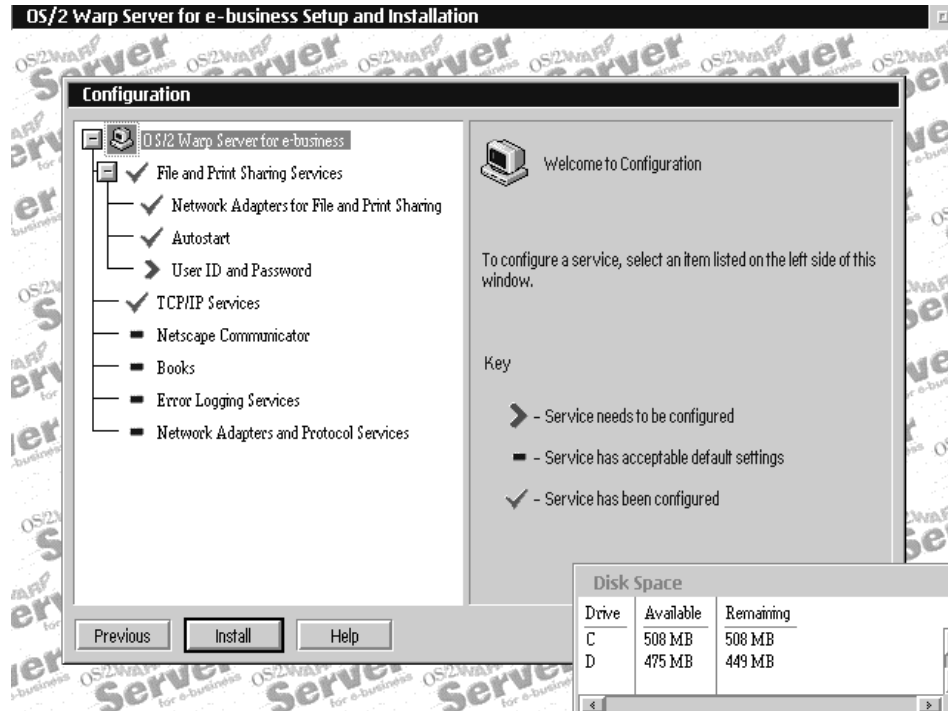 OS/2 Warp Server for e-business Setup and Installation
Configuration
OS/2 Warp Server for e-business
File and Print Sharing Services
Network Adapters for File and Print Sharing
Autostart
User ID and Password
TCP/IP Services
Netscape Communicator
Books
Error Logging Services
Network Adapters and Protocol Services
Welcome to Configuration
To configure a service, select an item listed on the left side of this
window.
Key
– Service needs to be configured
– Service has acceptable default settings
– Service has been configured
Previous
Install
Help
Disk Space
Drive Available Remaining
C 508 MB 508 MB
D 475 MB 449 MB